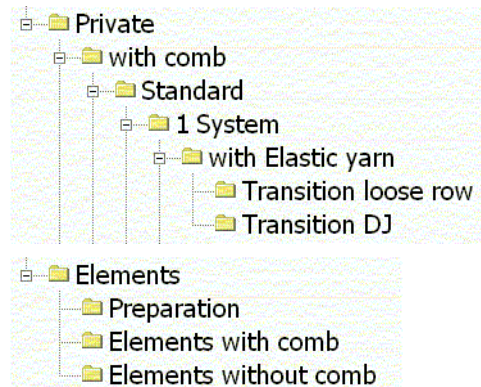 Private
with comb
Standard
1 System
with Elastic yarn
Transition loose row
Transition DJ
Elements
Preparation
Elements with comb
Elements without comb